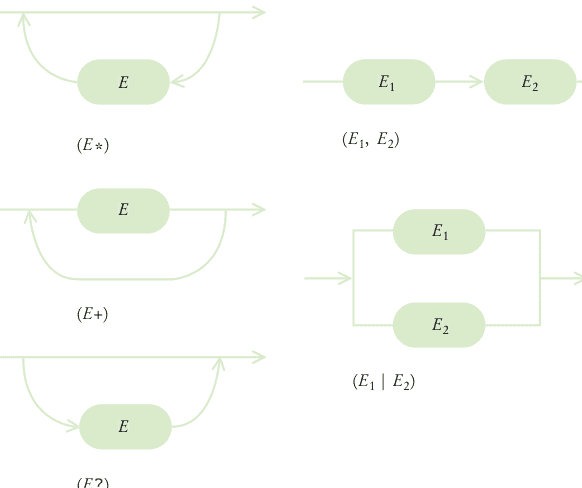 E
(E*)
E
(E+)
E
(E?)
E₁ E₂
(E₁, E₂)
E₁
E₂
(E₁ | E₂)